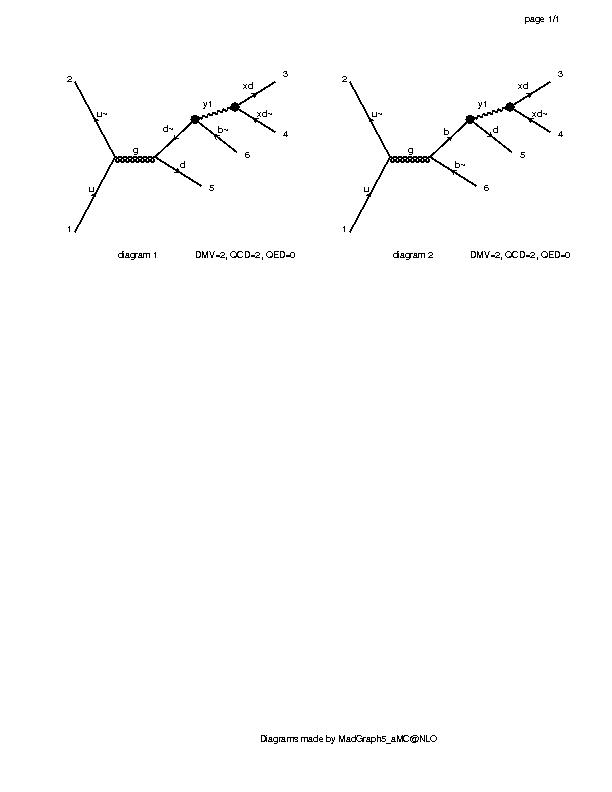 page 1/1
2
u~
u
1
g
d~
y1
xd
3
xd~
4
b~
6
d
5
diagram 1
DMV=2, QCD=2, QED=0
2
u~
u
1
g
b
y1
xd
3
xd~
4
d
5
b~
6
diagram 2
DMV=2, QCD=2, QED=0
Diagrams made by MadGraph5_aMC@NLO